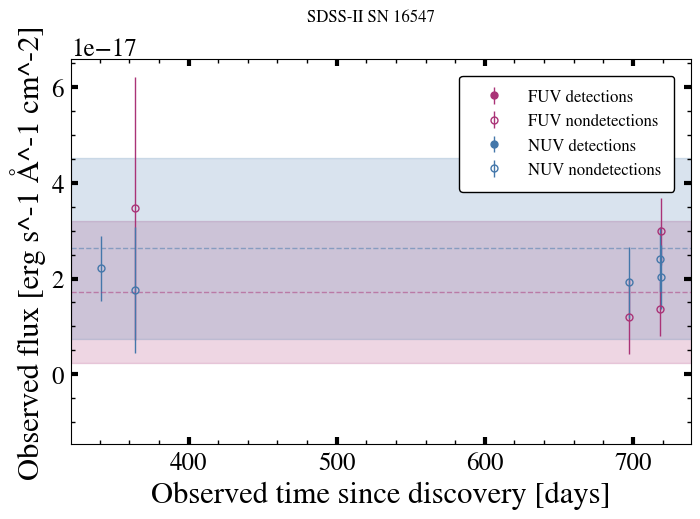 SDSS-II SN 16547
1e−17
Observed flux [erg s^-1 Å^-1 cm^-2]
6
4
2
0
FUV detections
FUV nondetections
NUV detections
NUV nondetections
400
500
600
700
Observed time since discovery [days]